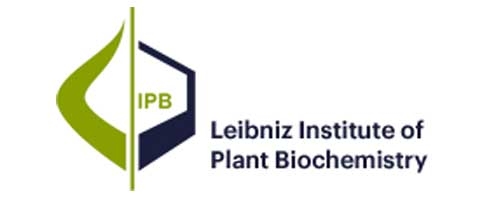 IPB
Leibniz Institute of
Plant Biochemistry